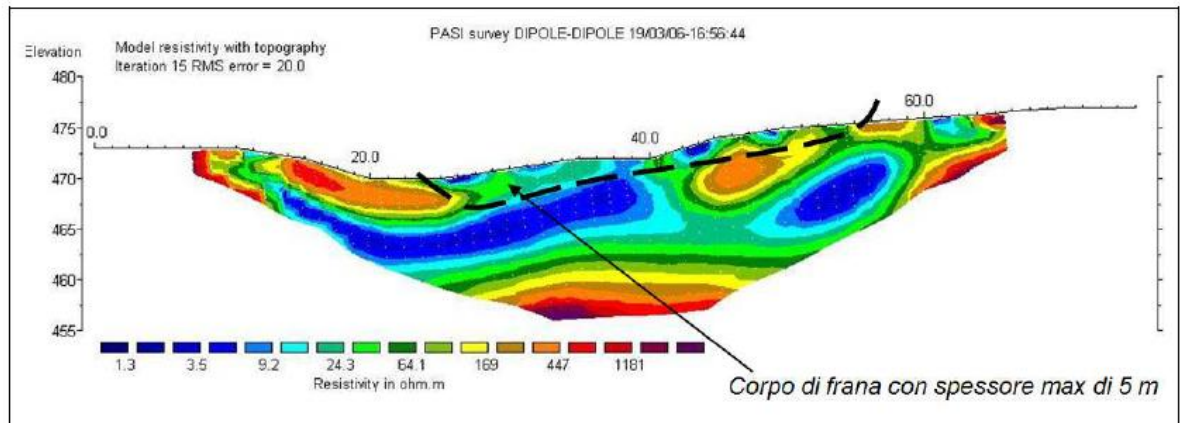 PASI survey DIPOLE-DIPOLE 19/03/06-16:56:44
Elevation
Model resistivity with topography
Iteration 15 RMS error = 20.0
480
475
470
465
460
455
0.0
20.0
40.0
60.0
1.3 3.5 9.2 24.3 64.1 169 447 1181
Resistivity in ohm.m
Corpo di frana con spessore max di 5 m